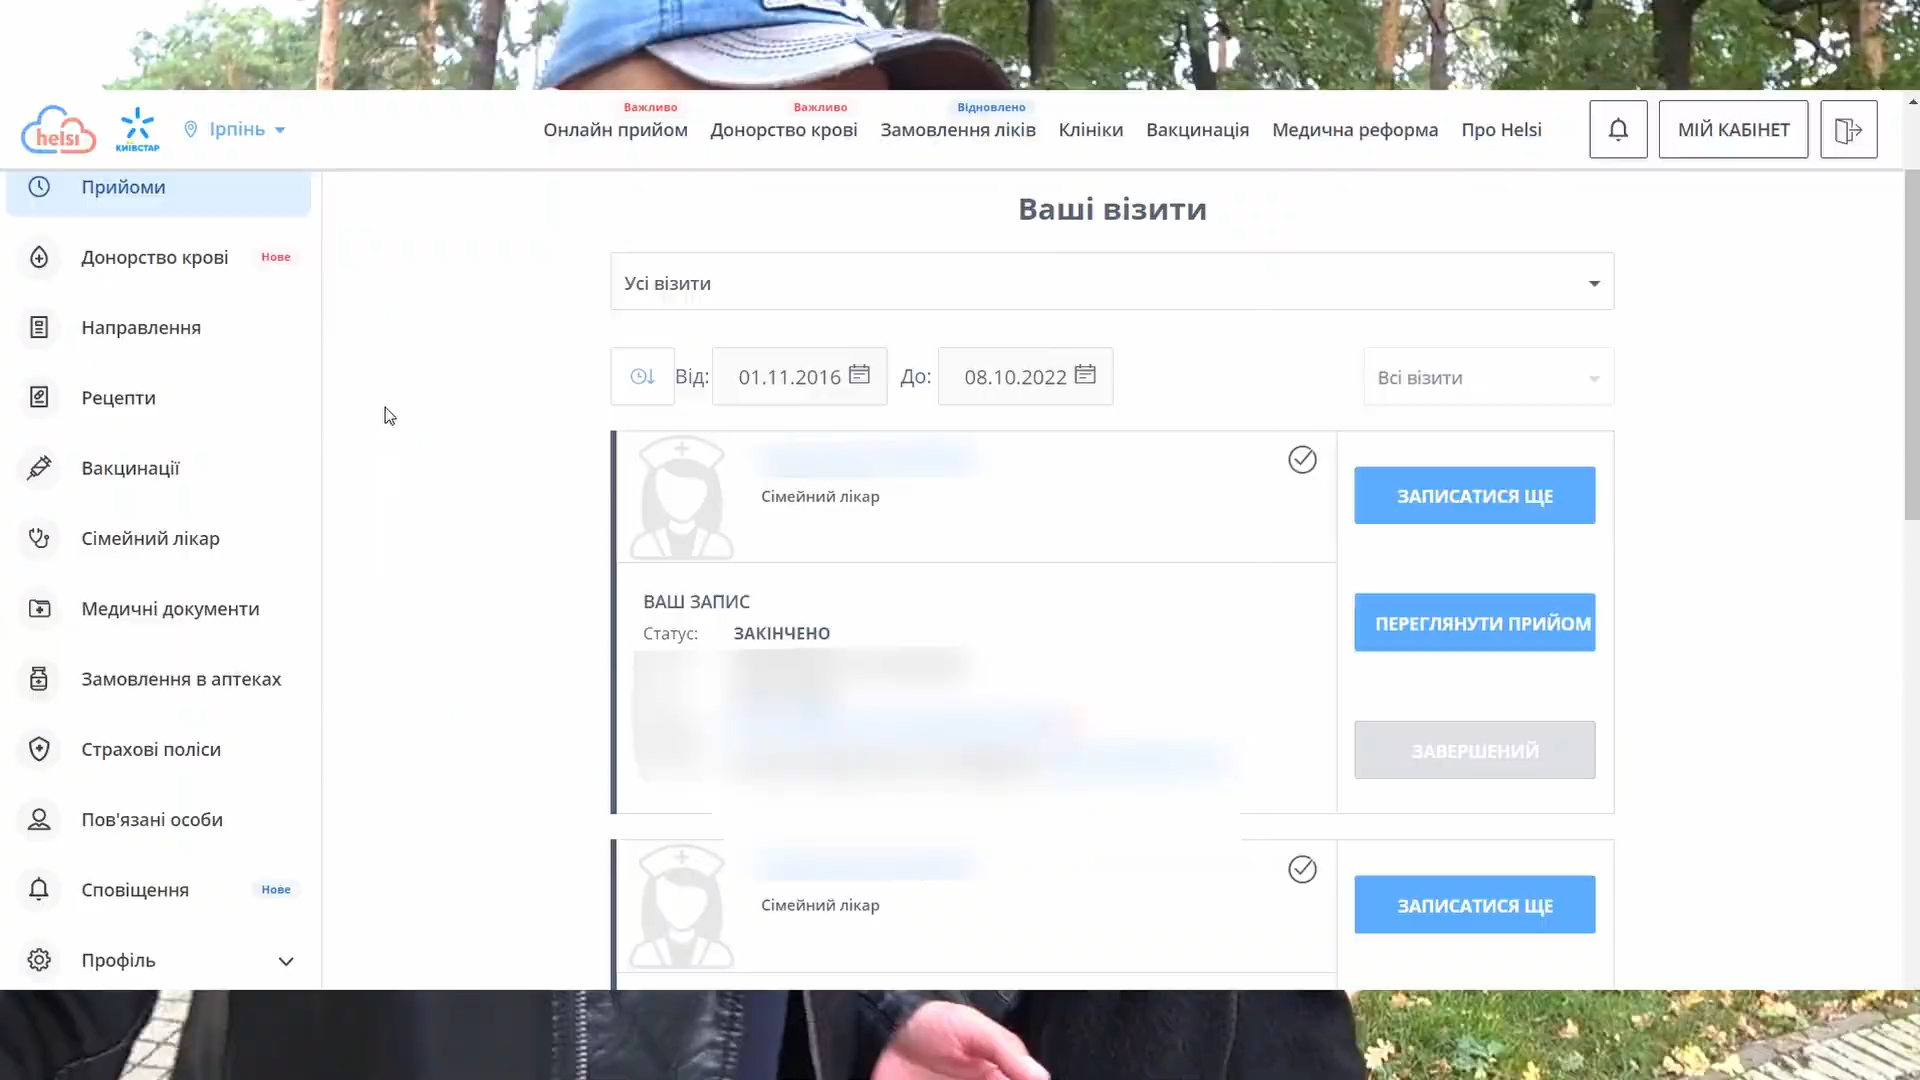 helsi
КИЇВСТАР
Ірпінь
Важливо
Онлайн прийом
Важливо
Донорство крові
Відновлено
Замовлення ліків
Клініки
Вакцинація
Медична реформа
Про Helsi
МІЙ КАБІНЕТ
Прийоми
Донорство крові Нове
Направлення
Рецепти
Вакцинації
Сімейний лікар
Медичні документи
Замовлення в аптеках
Страхові поліси
Пов'язані особи
Сповіщення Нове
Профіль
Ваші візити
Усі візити
Від: 01.11.2016 До: 08.10.2022 Всі візити
Сімейний лікар
ЗАПИСАТИСЯ ЩЕ
ВАШ ЗАПИС
Статус: ЗАКІНЧЕНО
ПЕРЕГЛЯНУТИ ПРИЙОМ
ЗАВЕРШЕНИЙ
Сімейний лікар
ЗАПИСАТИСЯ ЩЕ